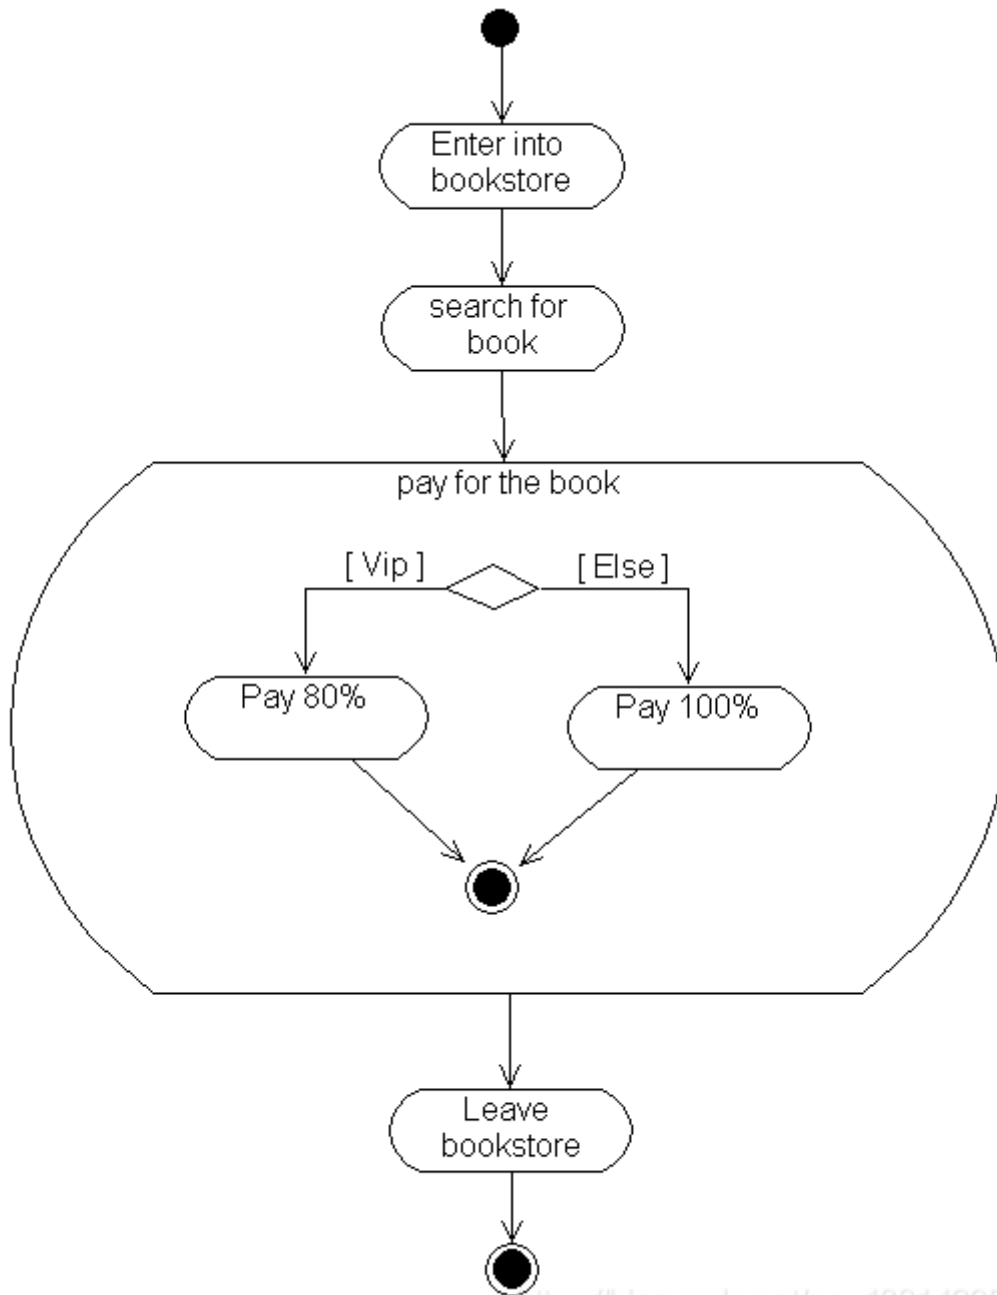 Enter into
bookstore
search for
book
pay for the book
[ Vip ]
[ Else ]
Pay 80%
Pay 100%
Leave
bookstore